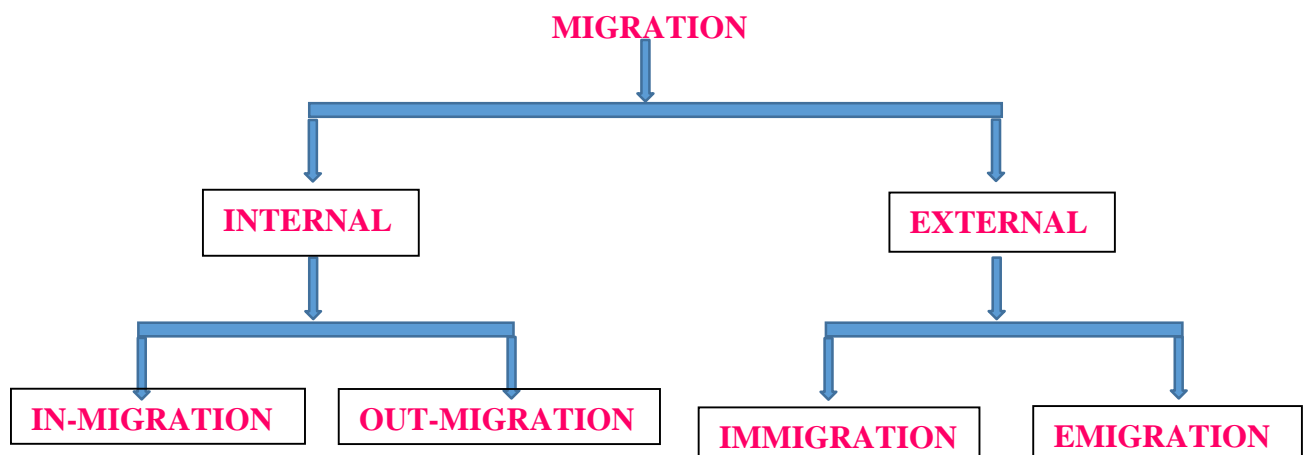 MIGRATION
INTERNAL
EXTERNAL
IN-MIGRATION
OUT-MIGRATION
IMMIGRATION
EMIGRATION